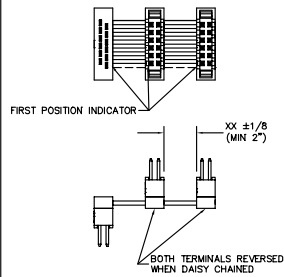 FIRST POSITION INDICATOR
XX ±1/8
(MIN 2")
BOTH TERMINALS REVERSED
WHEN DAISY CHAINED